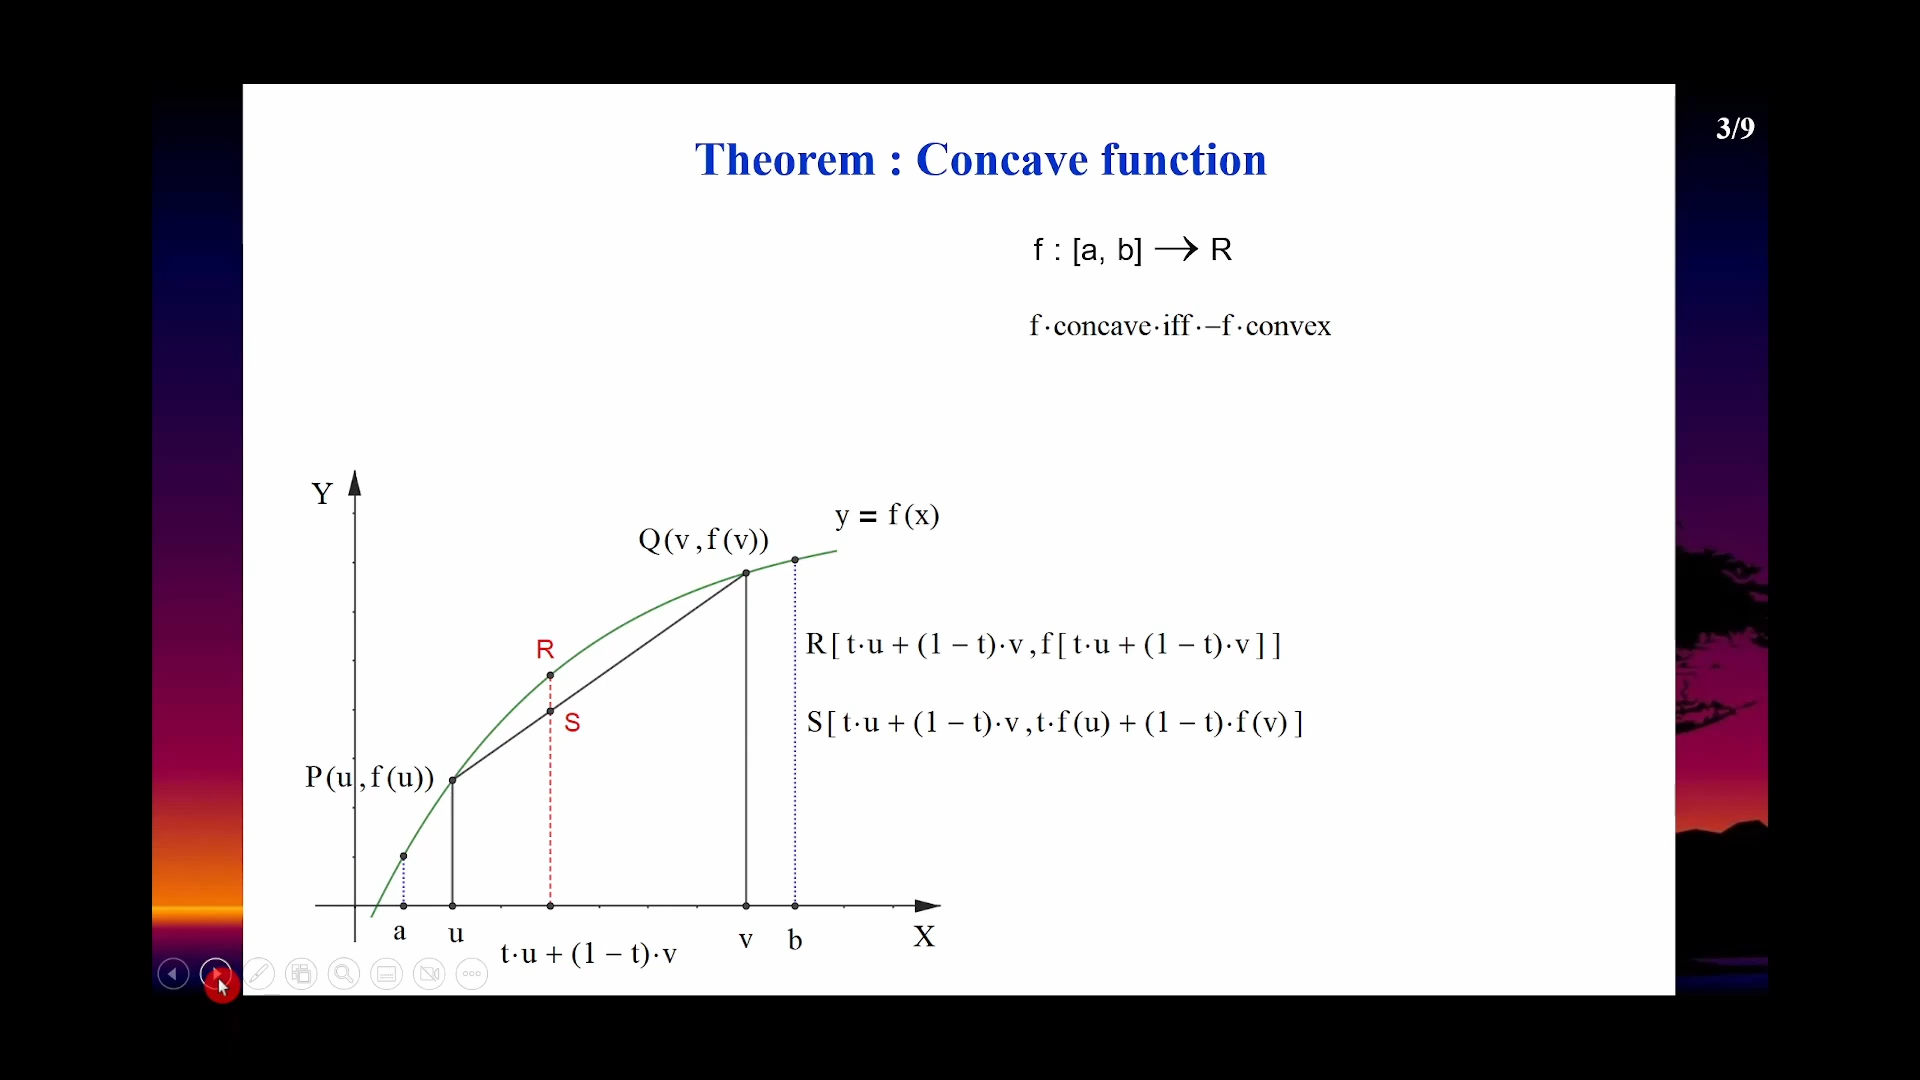 3/9
Theorem : Concave function
f : [a, b] → R
f·concave·iff·−f·convex
Y
y = f(x)
Q(v,f(v))
R
R[t·u + (1 − t)·v,f[t·u + (1 − t)·v]]
S
S[t·u + (1 − t)·v,t·f(u) + (1 − t)·f(v)]
P(u,f(u))
a
u
v
b
X
t·u + (1 − t)·v